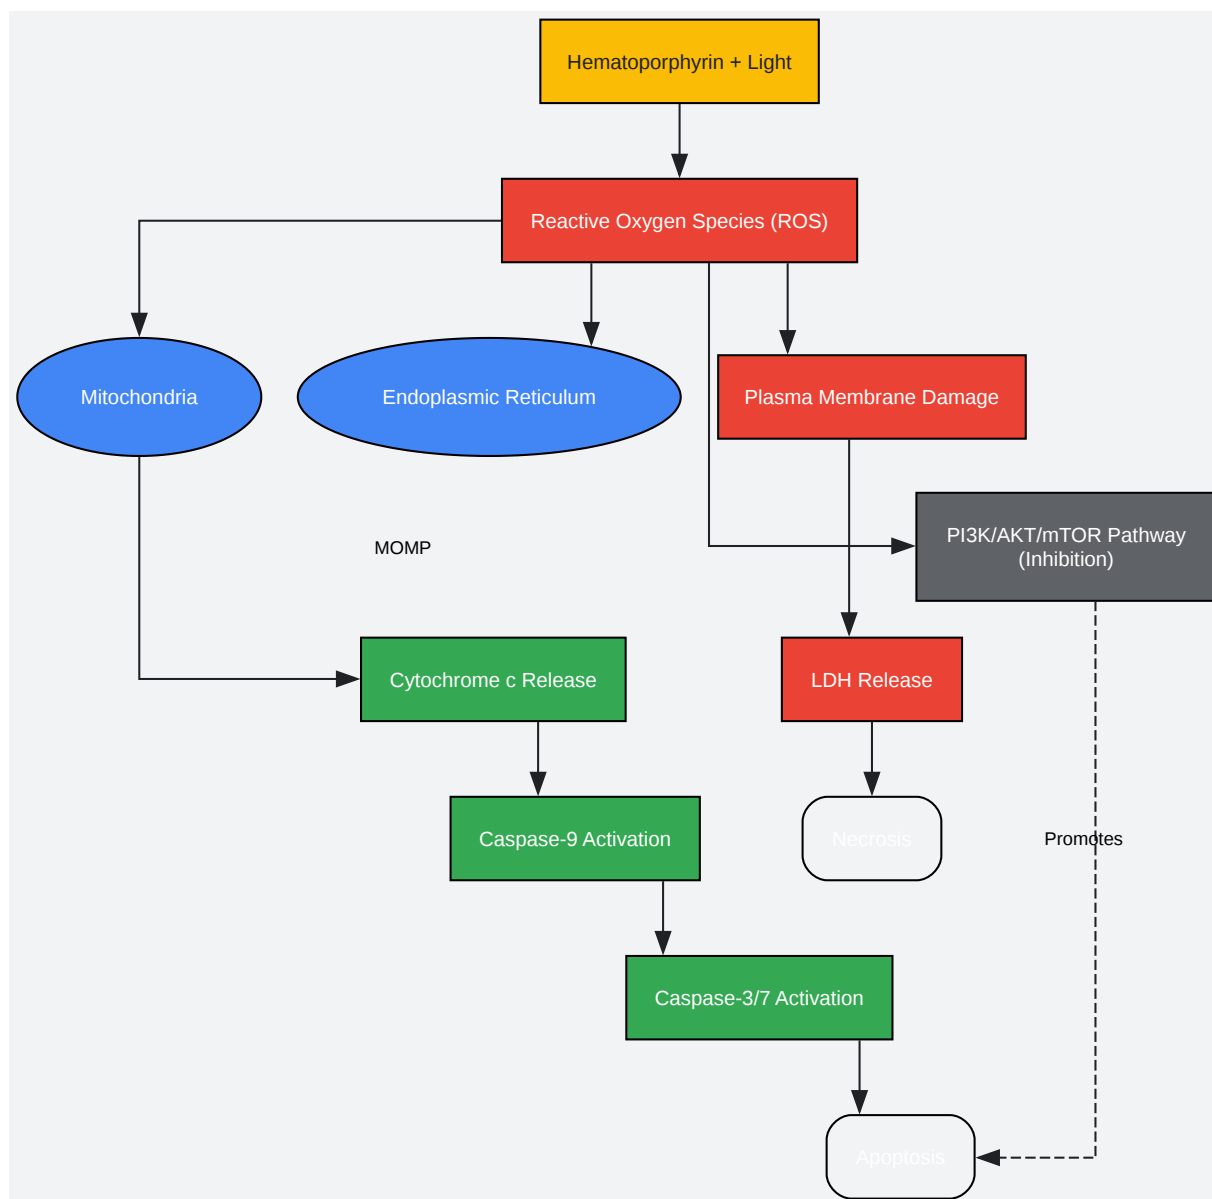 Hematoporphyrin + Light
Reactive Oxygen Species (ROS)
Mitochondria
Endoplasmic Reticulum
Plasma Membrane Damage
PI3K/AKT/mTOR Pathway
(Inhibition)
MOMP
Cytochrome c Release
LDH Release
Caspase-9 Activation
Necrosis
Promotes
Caspase-3/7 Activation
Apoptosis